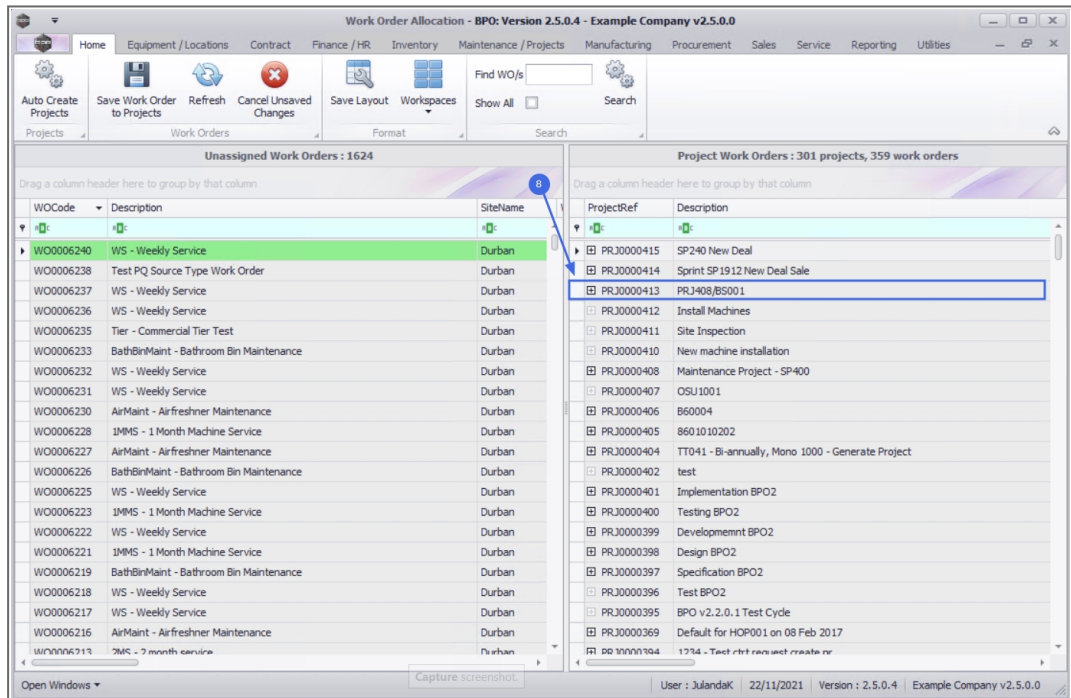 Work Order Allocation - BPO: Version 2.5.0.4 - Example Company v2.5.0.0
Home Equipment / Locations Contract Finance / HR Inventory Maintenance / Projects Manufacturing Procurement Sales Service Reporting Utilities
Auto Create Projects
Save Work Order to Projects
Refresh
Cancel Unsaved Changes
Save Layout
Workspaces
Find WO/s
Show All
Search
Projects Work Orders Format Search
Unassigned Work Orders : 1624
Drag a column header here to group by that column
WOCode Description SiteName
WO0006240 WS - Weekly Service Durban
WO0006238 Test PQ Source Type Work Order Durban
WO0006237 WS - Weekly Service Durban
WO0006236 WS - Weekly Service Durban
WO0006235 Tier - Commercial Tier Test Durban
WO0006233 BathBinMaint - Bathroom Bin Maintenance Durban
WO0006232 WS - Weekly Service Durban
WO0006231 WS - Weekly Service Durban
WO0006230 AirMaint - Airfreshner Maintenance Durban
WO0006228 1MMS - 1 Month Machine Service Durban
WO0006227 AirMaint - Airfreshner Maintenance Durban
WO0006226 BathBinMaint - Bathroom Bin Maintenance Durban
WO0006225 WS - Weekly Service Durban
WO0006223 1MMS - 1 Month Machine Service Durban
WO0006222 WS - Weekly Service Durban
WO0006221 1MMS - 1 Month Machine Service Durban
WO0006219 BathBinMaint - Bathroom Bin Maintenance Durban
WO0006218 WS - Weekly Service Durban
WO0006217 WS - Weekly Service Durban
WO0006216 AirMaint - Airfreshner Maintenance Durban
WO0006213 2MS - 2 month service Durban
8
Project Work Orders : 301 projects, 359 work orders
Drag a column header here to group by that column
ProjectRef Description
PRJ0000415 SP240 New Deal
PRJ0000414 Sprint SP1912 New Deal Sale
PRJ0000413 PRJ408/BS001
PRJ0000412 Install Machines
PRJ0000411 Site Inspection
PRJ0000410 New machine installation
PRJ0000408 Maintenance Project - SP400
PRJ0000407 OSU1001
PRJ0000406 B60004
PRJ0000405 8601010202
PRJ0000404 TT041 - Bi-annually, Mono 1000 - Generate Project
PRJ0000402 test
PRJ0000401 Implementation BPO2
PRJ0000400 Testing BPO2
PRJ0000399 Developmemnt BPO2
PRJ0000398 Design BPO2
PRJ0000397 Specification BPO2
PRJ0000396 Test BPO2
PRJ0000395 BPO v2.2.0.1 Test Cycle
PRJ0000369 Default for HOP001 on 08 Feb 2017
PRJ0000394 1234 - Test ctrt request create pr
Capture screenshot.
Open Windows User : JulandaK 22/11/2021 Version : 2.5.0.4 Example Company v2.5.0.0